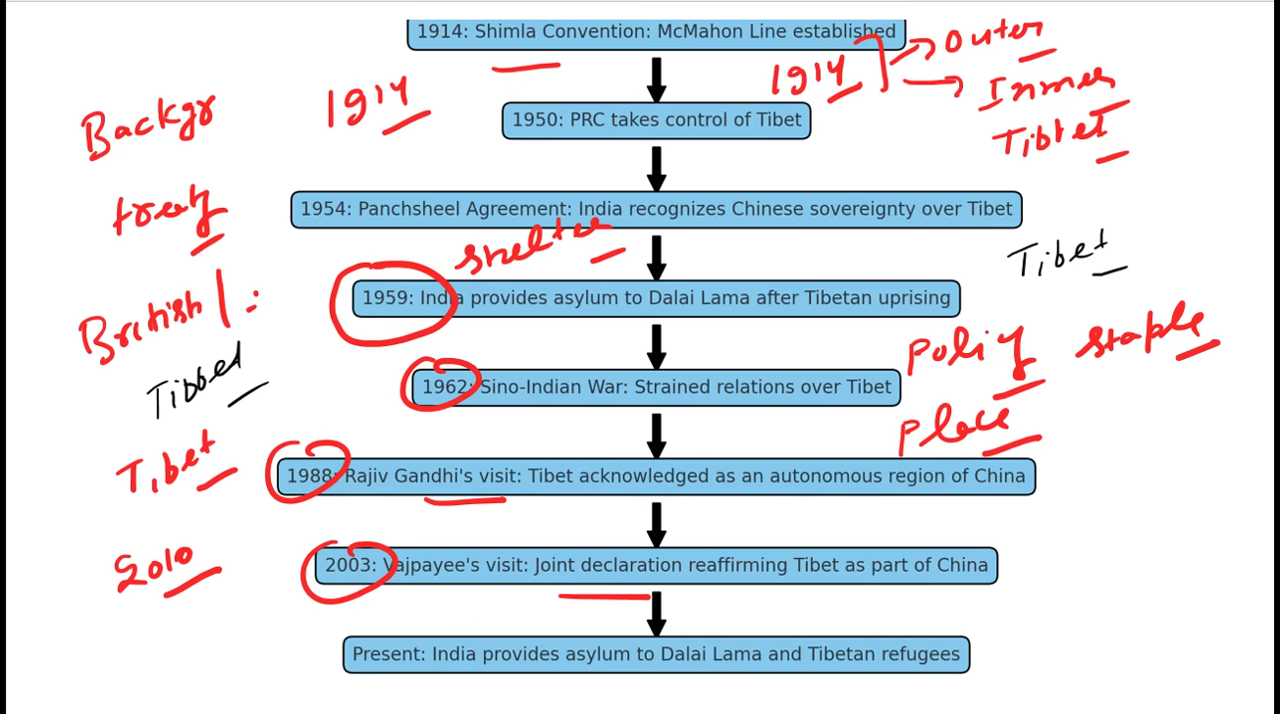 1914: Shimla Convention: McMahon Line established
Outer
1914
1914
Inner
Backgr
1950: PRC takes control of Tibet
Tibtet
treaty
1954: Panchsheel Agreement: India recognizes Chinese sovereignty over Tibet
shelter
Tibet
1959: India provides asylum to Dalai Lama after Tibetan uprising
British
Policy
staple
Tibbet
1962: Sino-Indian War: Strained relations over Tibet
Place
Tibet
1988: Rajiv Gandhi's visit: Tibet acknowledged as an autonomous region of China
2010
2003: Vajpayee's visit: Joint declaration reaffirming Tibet as part of China
Present: India provides asylum to Dalai Lama and Tibetan refugees